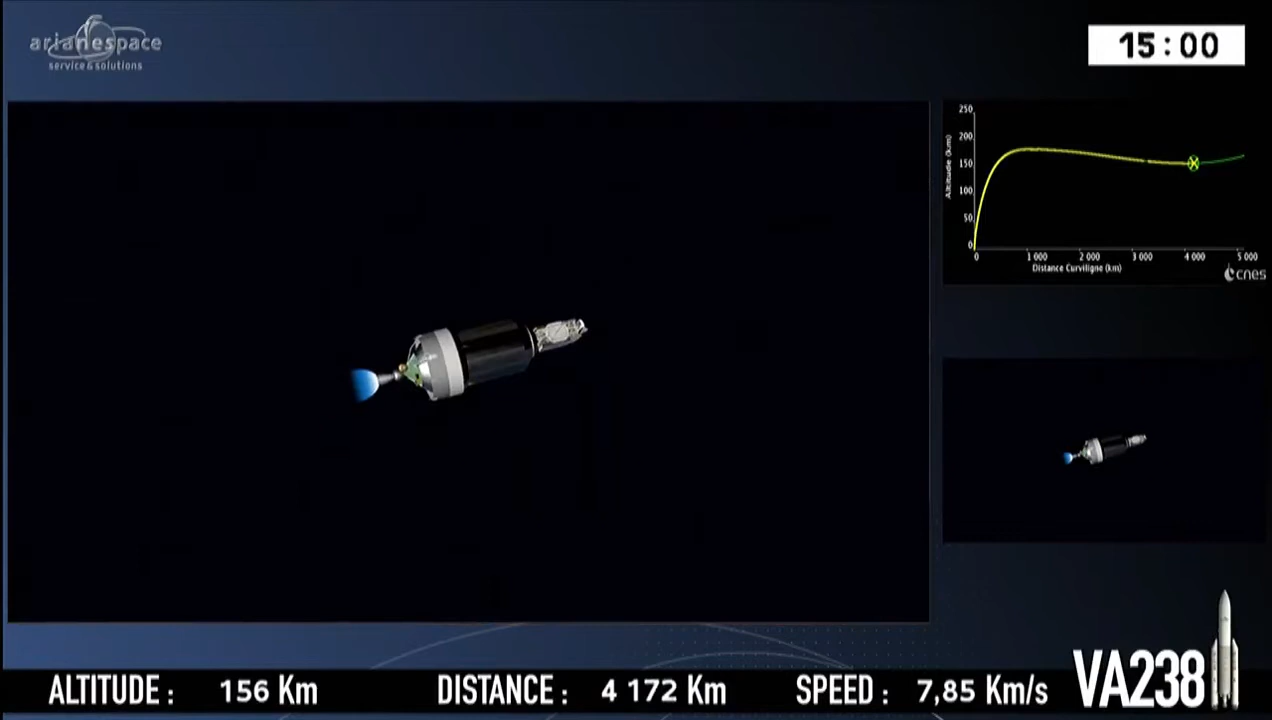 arianespace
service & solutions
15:00
250
200
150
100
50
0
Altitude (km)
0 1 000 2 000 3 000 4 000 5 000
Distance Curviligne (km)
cnes
ALTITUDE : 156 Km DISTANCE : 4 172 Km SPEED : 7,85 Km/s VA238